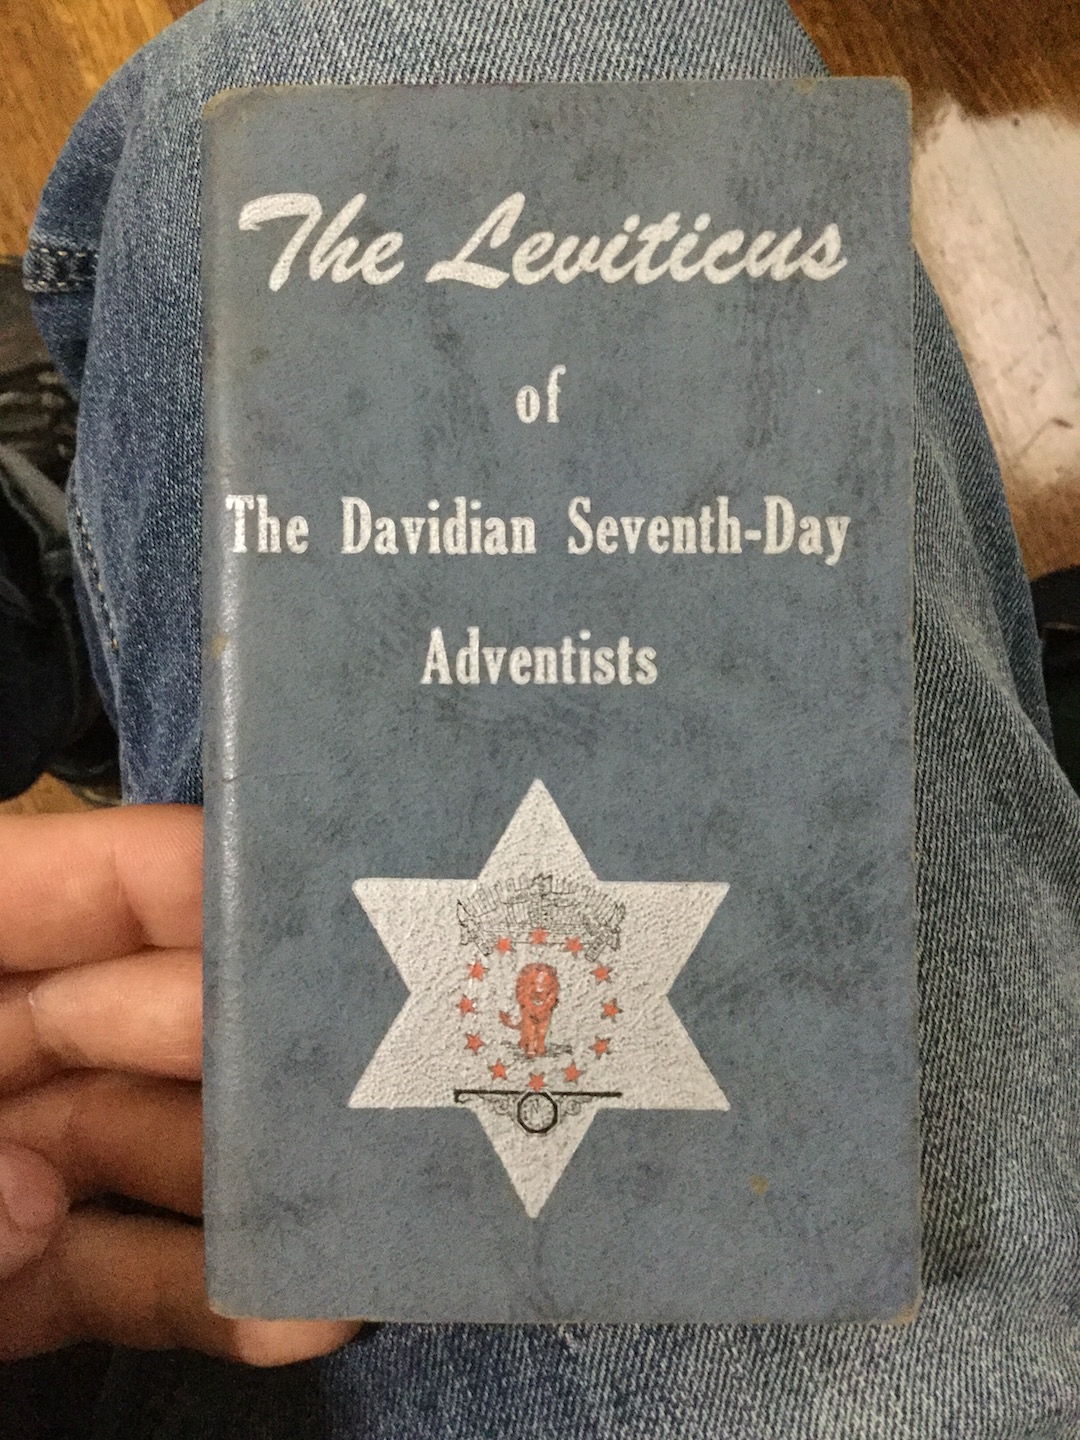 The Leviticus
of
The Davidian Seventh-Day
Adventists